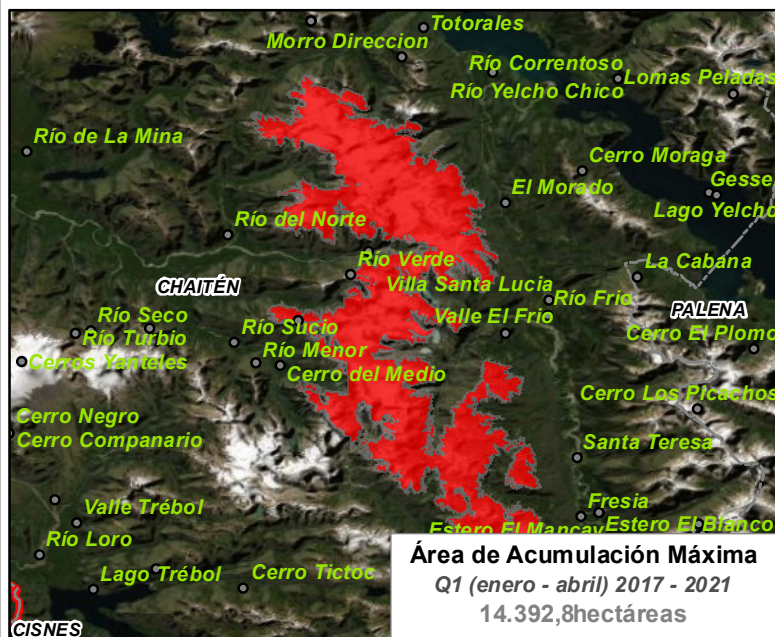 Totorales
Morro Direccion
Río Correntoso
Río Yelcho Chico
Lomas Peladas
Río de La Mina
Cerro Moraga
Gesse
El Morado
Lago Yelcho
Río del Norte
Río Verde
La Cabana
CHAITÉN
Villa Santa Lucia
Río Frio
PALENA
Río Seco
Río Sucio
Valle El Frio
Río Turbio
Cerro El Plomo
Cerros Yanteles
Río Menor
Cerro del Medio
Cerro Los Picachos
Cerro Negro
Cerro Companario
Santa Teresa
Valle Trébol
Fresia
Estero El Mancay
Estero El Blanco
Río Loro
Lago Trébol
Cerro Tictoc
CISNES
Área de Acumulación Máxima
Q1 (enero - abril) 2017 - 2021
14.392,8hectáreas